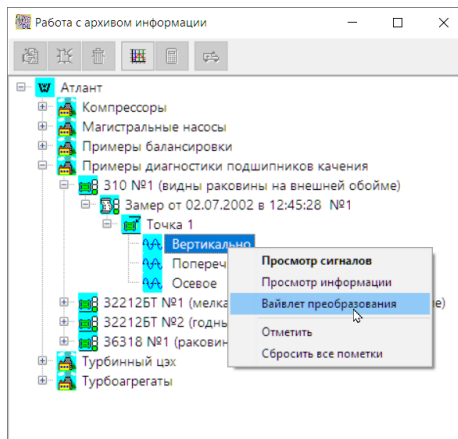 Работа с архивом информации
Атлант
Компрессоры
Магистральные насосы
Примеры балансировки
Примеры диагностики подшипников качения
310 №1 (видны раковины на внешней обойме)
Замер от 02.07.2002 в 12:45:28 №1
Точка 1
Вертикально
Просмотр сигналов
Попереч
Просмотр информации
Осевое
Вайвлет преобразования
32212БТ №1 (мелка
е)
32212БТ №2 (годн
Отметить
36318 №1 (раковин
Сбросить все пометки
Турбинный цэх
Турбоагрегаты